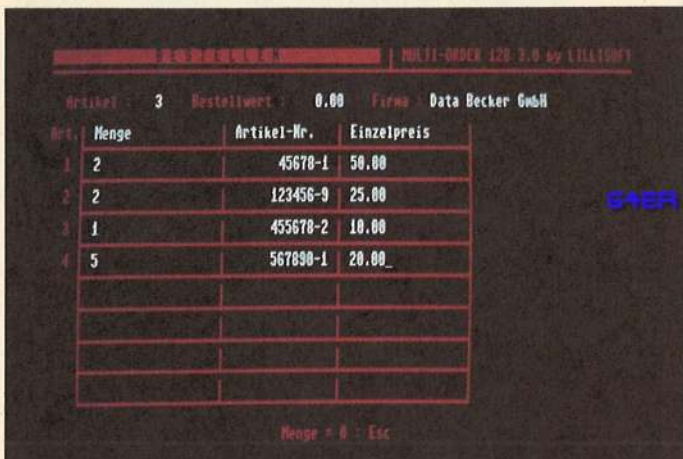 BESTELLEN MULTI-ORDER 128 3.0 by LILLISOFT
Artikel : 3 Bestellwert : 0.00 Firma : Data Becker GmbH
Art. Menge Artikel-Nr. Einzelpreis
1 2 45678-1 50.00
2 2 123456-9 25.00
3 1 455678-2 10.00
4 5 567890-1 20.00_
Menge = 0 : Esc
64ER